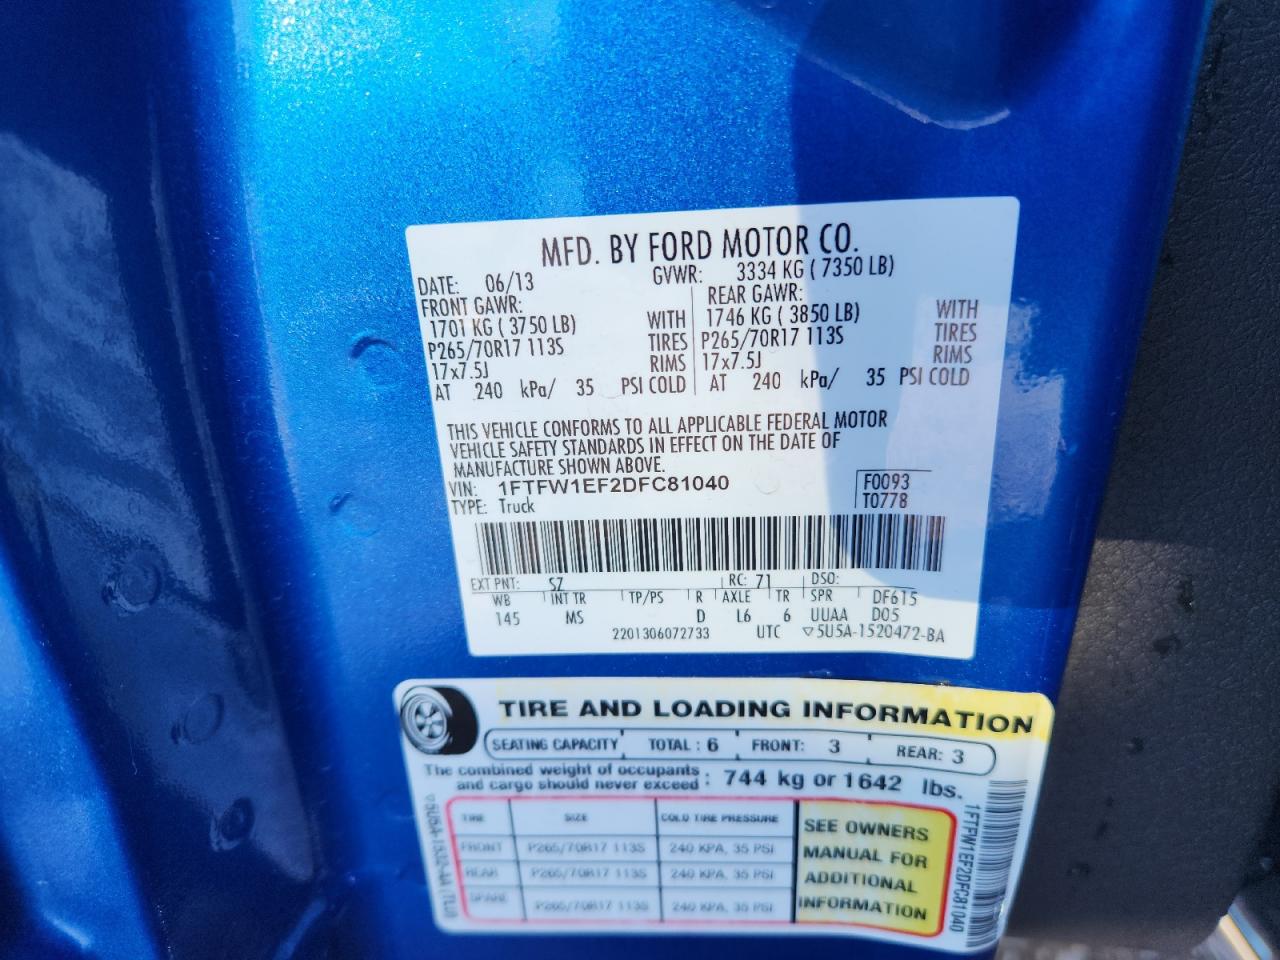 MFD. BY FORD MOTOR CO.
DATE: 06/13 GVWR: 3334 KG ( 7350 LB)
FRONT GAWR: REAR GAWR:
1701 KG ( 3750 LB) WITH 1746 KG ( 3850 LB) WITH
P265/70R17 113S TIRES P265/70R17 113S TIRES
17x7.5J RIMS 17x7.5J RIMS
AT 240 kPa/ 35 PSI COLD AT 240 kPa/ 35 PSI COLD
THIS VEHICLE CONFORMS TO ALL APPLICABLE FEDERAL MOTOR
VEHICLE SAFETY STANDARDS IN EFFECT ON THE DATE OF
MANUFACTURE SHOWN ABOVE.
VIN: 1FTFW1EF2DFC81040 F0093
TYPE: Truck T0778
EXT PNT: SZ RC: 71 DSO:
WB INT TR TP/PS R AXLE TR SPR DF615
145 MS D L6 6 UUAA D05
2201306072733 UTC ▽5U5A-1520472-BA
TIRE AND LOADING INFORMATION
SEATING CAPACITY TOTAL : 6 FRONT: 3 REAR: 3
The combined weight of occupants
and cargo should never exceed : 744 kg or 1642 lbs.
TIRE SIZE COLD TIRE PRESSURE SEE OWNERS
FRONT P265/70R17 113S 240 KPA, 35 PSI MANUAL FOR
REAR P265/70R17 113S 240 KPA, 35 PSI ADDITIONAL
SPARE P265/70R17 113S 240 KPA, 35 PSI INFORMATION
1FTFW1EF2DFC81040